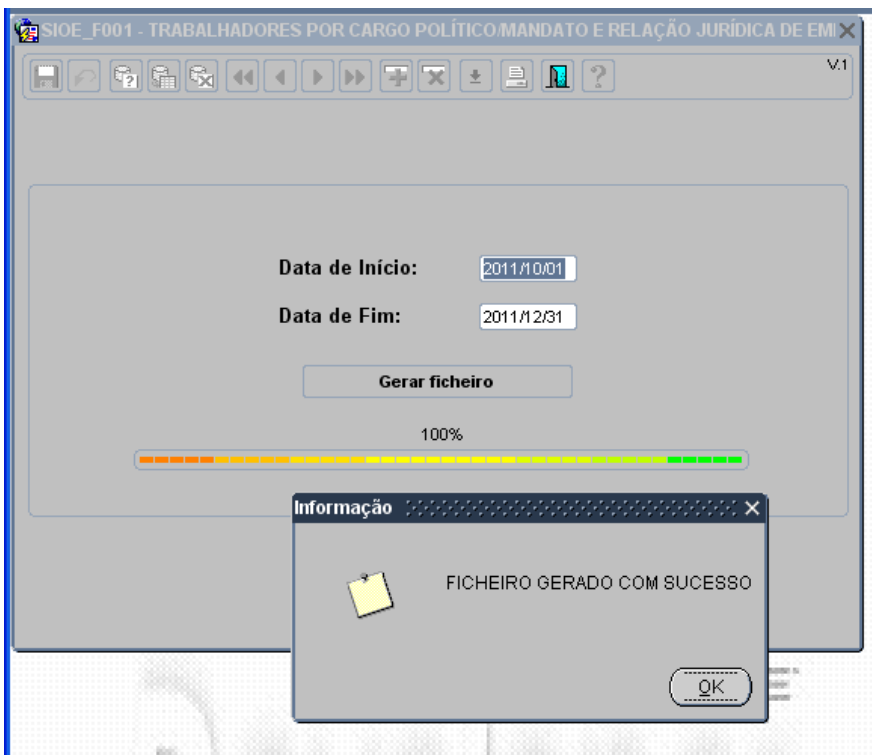 SIOE_F001 - TRABALHADORES POR CARGO POLÍTICO/MANDATO E RELAÇÃO JURÍDICA DE EM
V.1
Data de Início: 2011/10/01
Data de Fim: 2011/12/31
Gerar ficheiro
100%
Informação
FICHEIRO GERADO COM SUCESSO
OK